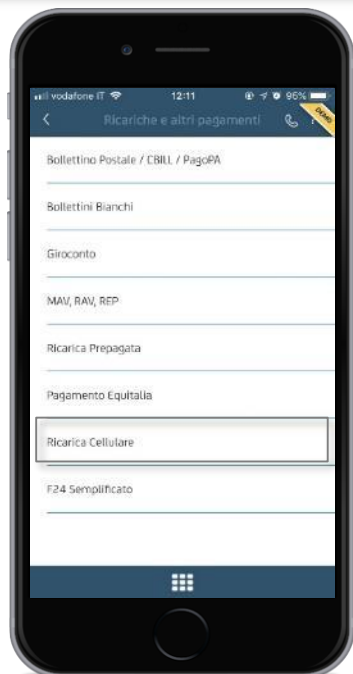 vodafone IT 12:11 96%
Ricariche e altri pagamenti
DEMO
Bollettino Postale / CBILL / PagoPA
Bollettini Bianchi
Giroconto
MAV, RAV, REP
Ricarica Prepagata
Pagamento Equitalia
Ricarica Cellulare
F24 Semplificato